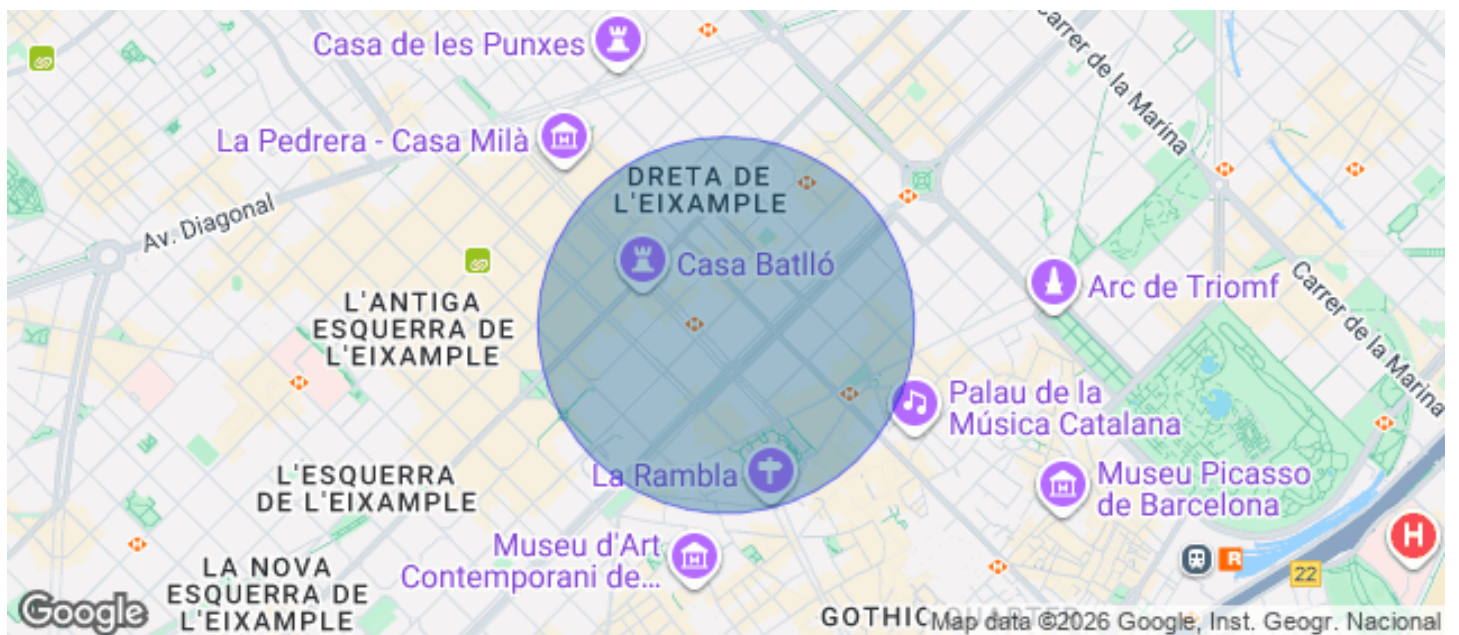 Casa de les Punxes
Carrer de la Marina
La Pedrera - Casa Milà
DRETA DE
L'EIXAMPLE
Av. Diagonal
Casa Batlló
Arc de Triomf
Carrer de la Marina
L'ANTIGA
ESQUERRA DE
L'EIXAMPLE
Palau de la
Música Catalana
L'ESQUERRA
DE L'EIXAMPLE
La Rambla
Museu Picasso
de Barcelona
H
Museu d'Art
Contemporani de...
R
22
LA NOVA
ESQUERRA DE
L'EIXAMPLE
Google
GOTHIC QUARTER
Map data ©2026 Google, Inst. Geogr. Nacional